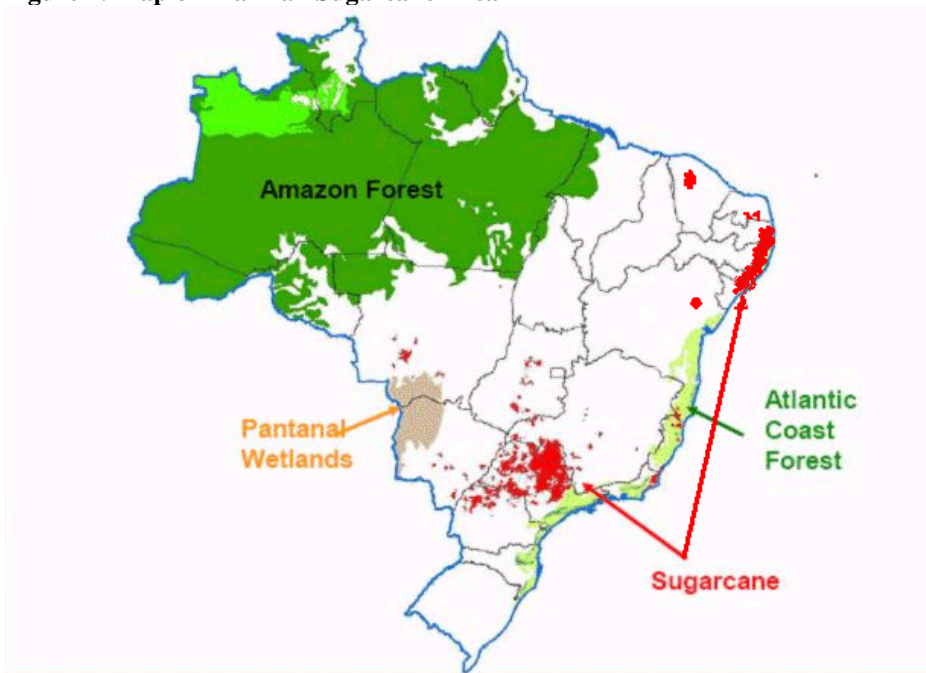 Amazon Forest
Pantanal
Wetlands
Atlantic
Coast
Forest
Sugarcane